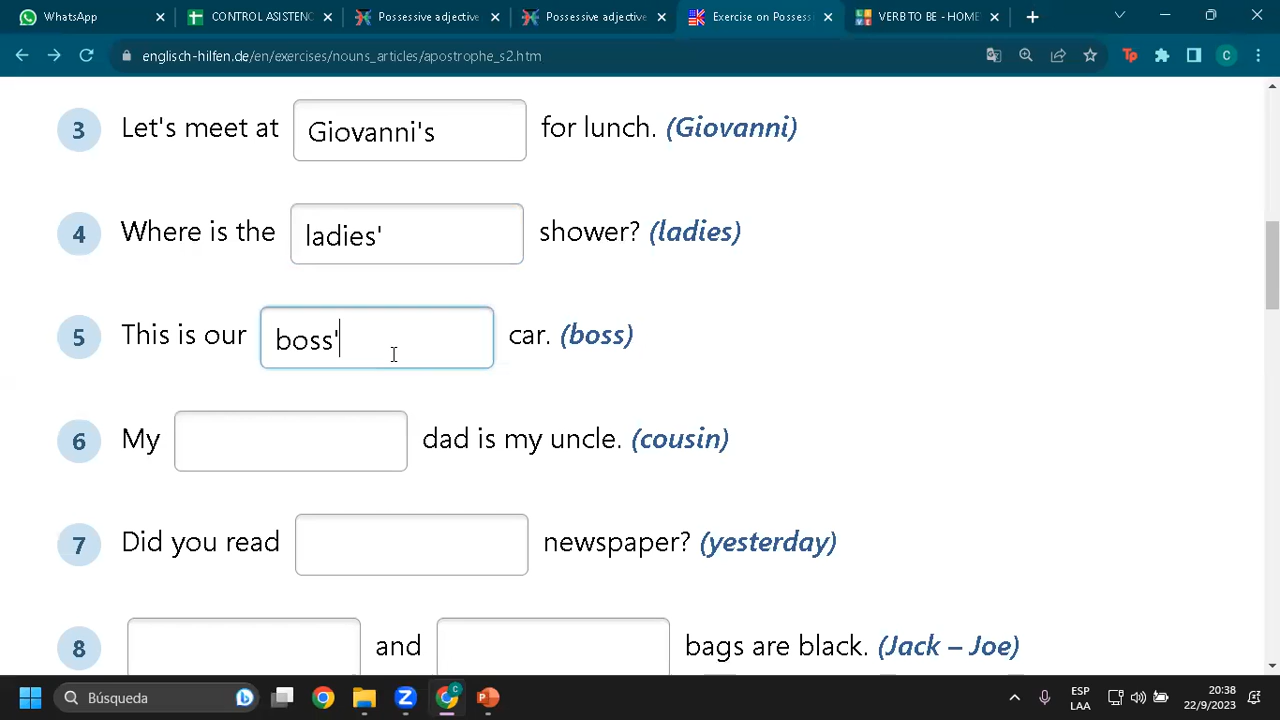 WhatsApp
CONTROL ASISTENC
Possessive adjective
Possessive adjective
Exercise on Possess
VERB TO BE - HOME
englisch-hilfen.de/en/exercises/nouns_articles/apostrophe_s2.htm
Tp
C
3 Let's meet at Giovanni's for lunch. (Giovanni)
4 Where is the ladies' shower? (ladies)
5 This is our boss' car. (boss)
6 My dad is my uncle. (cousin)
7 Did you read newspaper? (yesterday)
8 and bags are black. (Jack – Joe)
Búsqueda
ESP
LAA
20:38
22/9/2023